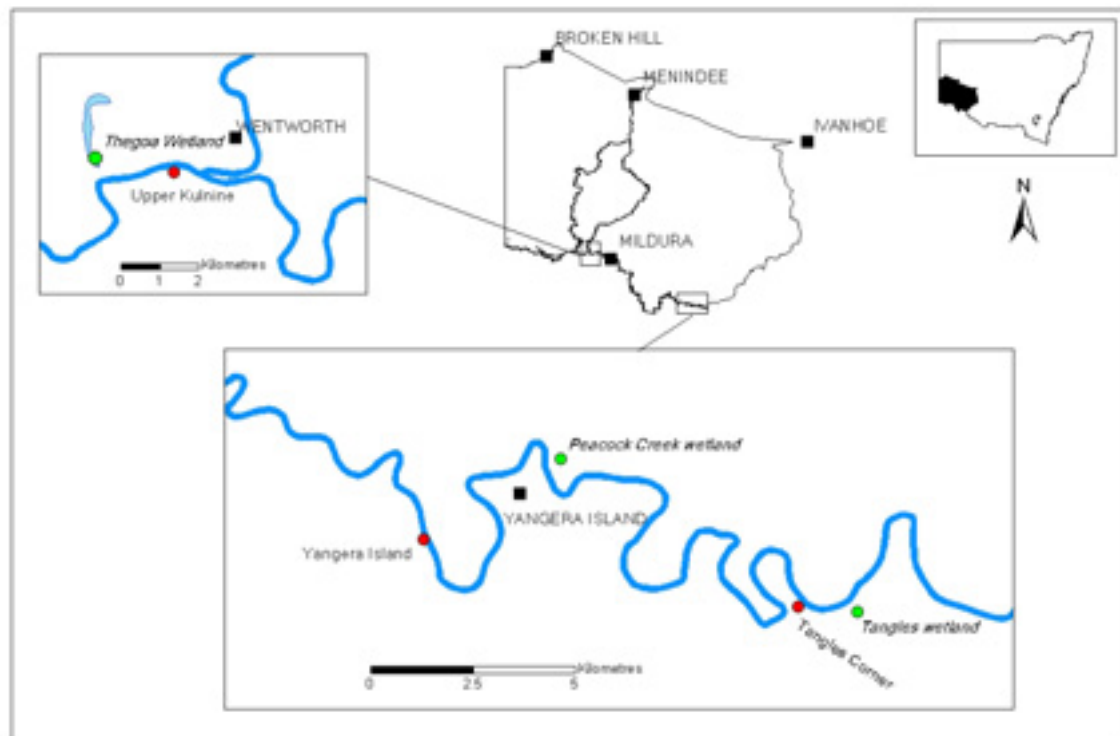 BROKEN HILL
MENINDEE
IVANHOE
WENTWORTH
Thegoa Wetland
Upper Kulnine
Kilometres
0 1 2
MILDURA
N
Peacock Creek wetland
YANGERA ISLAND
Yangera Island
Tangles wetland
Tangles Corner
Kilometres
0 2.5 5